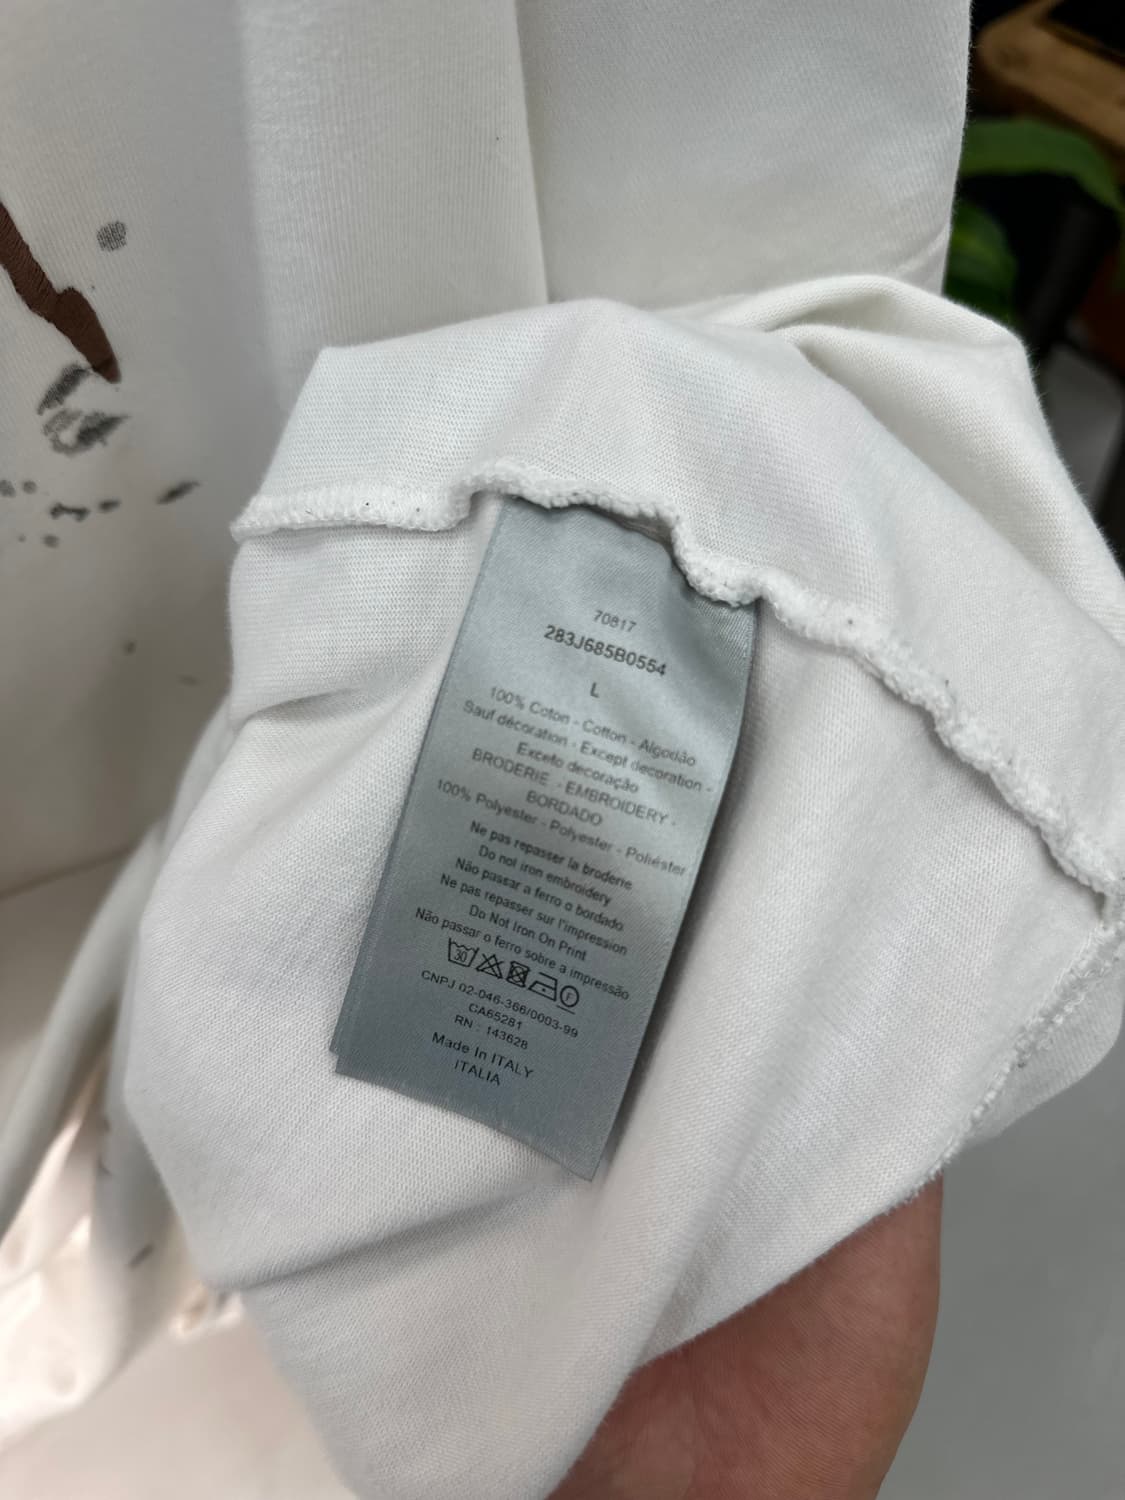 70817
283J685B0554
L
100% Coton - Cotton - Algodão
Sauf décoration - Except decoration -
Exceto decoração
BRODERIE - EMBROIDERY -
BORDADO
100% Polyester - Polyester - Poliéster
Ne pas repasser la broderie
Do not iron embroidery
Não passar a ferro o bordado
Ne pas repasser sur l'impression
Do Not Iron On Print
Não passar o ferro sobre a impressão
30 F
CNPJ 02-046-366/0003-99
CA65281
RN : 143628
Made In ITALY
ITALIA